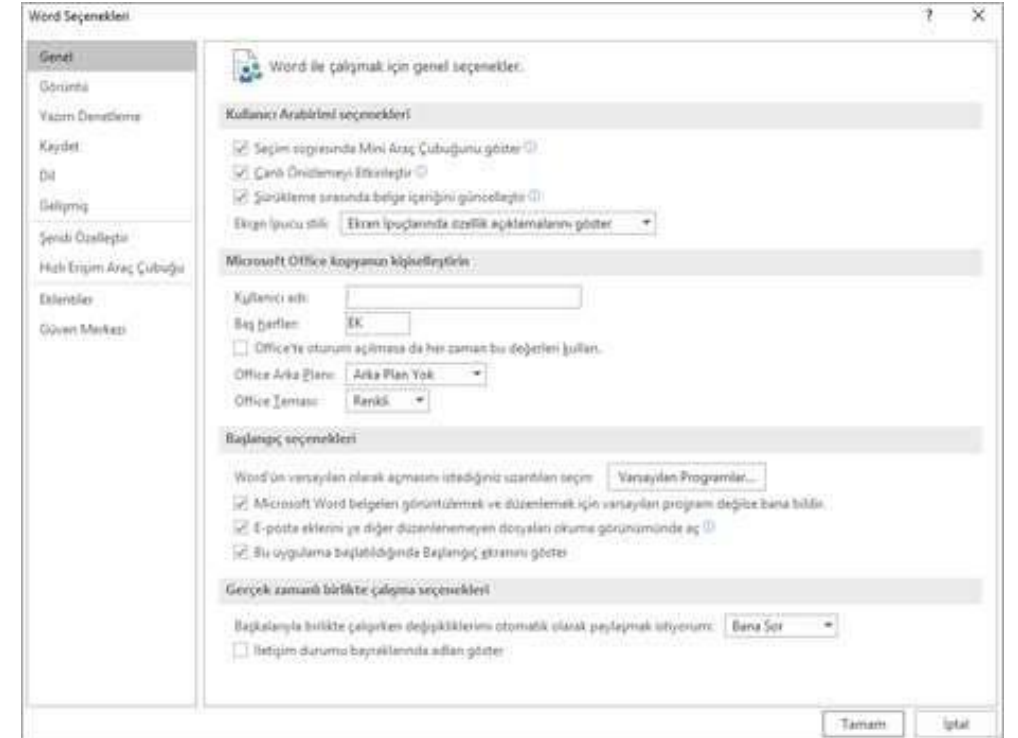 Word Seçenekleri
Genel
Görüntü
Yazım Denetleme
Kaydet
Dil
Gelişmiş
Şeridi Özelleştir
Hızlı Erişim Araç Çubuğu
Eklentiler
Güven Merkezi
Word ile çalışmak için genel seçenekler.
Kullanıcı Arabirimi seçenekleri
Seçim sonrasında Mini Araç Çubuğunu göster
Canlı Önizlemeyi Etkinleştir
Sürükleme sırasında belge içeriğini güncelleştir
Ekran İpucu stili: Ekran İpuçlarında özellik açıklamalarını göster
Microsoft Office kopyanızı kişiselleştirin
Kullanıcı adı:
Baş harfler: EK
Office'te oturum açılmasa da her zaman bu değerleri kullan.
Office Arka Planı: Arka Plan Yok
Office Teması: Renkli
Başlangıç seçenekleri
Word'ün varsayılan olarak açmasını istediğiniz uzantıları seçin: Varsayılan Programlar...
Microsoft Word belgeleri görüntülemek ve düzenlemek için varsayılan program değilse bana bildir.
E-posta eklerini ve diğer düzenlenemeyen dosyaları okuma görünümünde aç
Bu uygulama başlatıldığında Başlangıç ekranını göster
Gerçek zamanlı birlikte çalışma seçenekleri
Başkalarıyla birlikte çalışırken değişikliklerimi otomatik olarak paylaşmak istiyorum: Bana Sor
İletişim durumu bayraklarında adları göster
Tamam
İptal